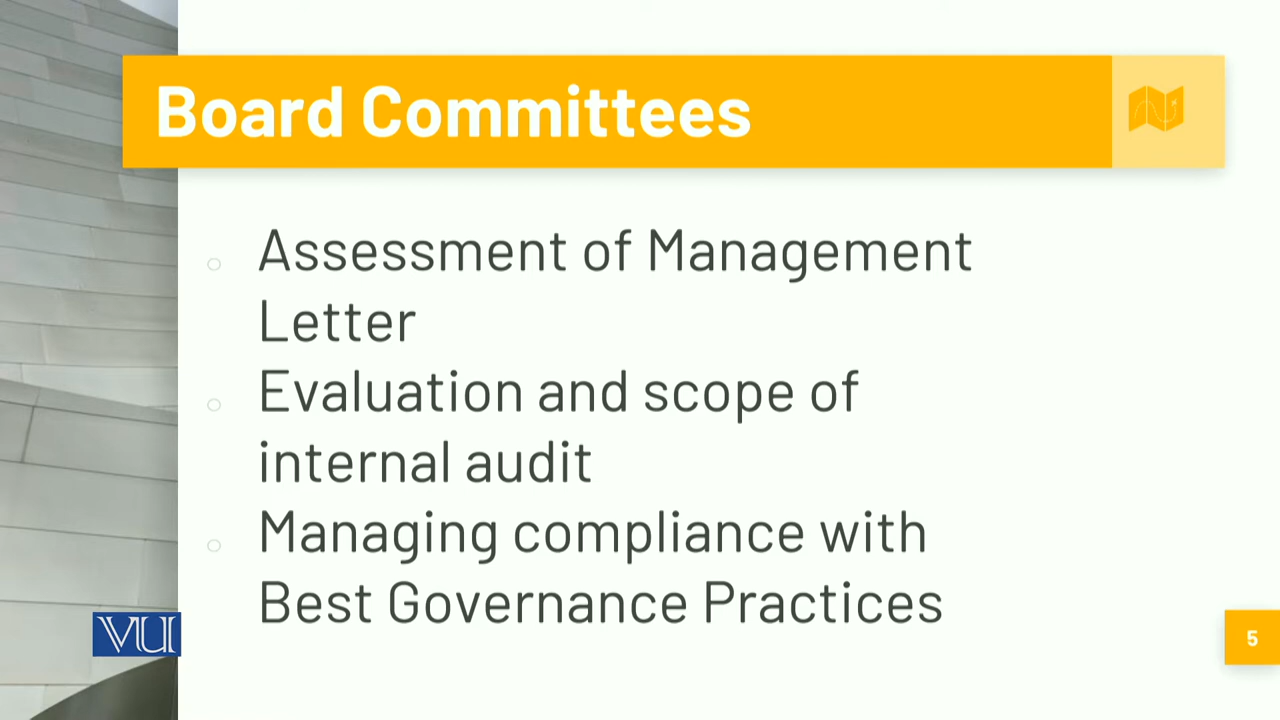 Board Committees
Assessment of Management
Letter
Evaluation and scope of
internal audit
Managing compliance with
Best Governance Practices
VU
5